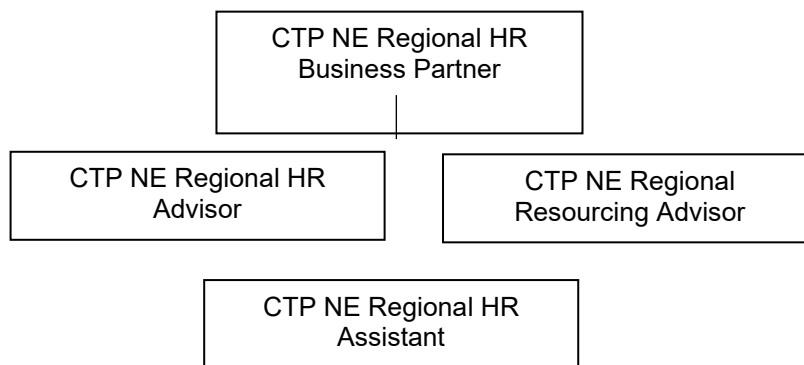 CTP NE Regional HR
Business Partner
CTP NE Regional HR
Advisor
CTP NE Regional
Resourcing Advisor
CTP NE Regional HR
Assistant